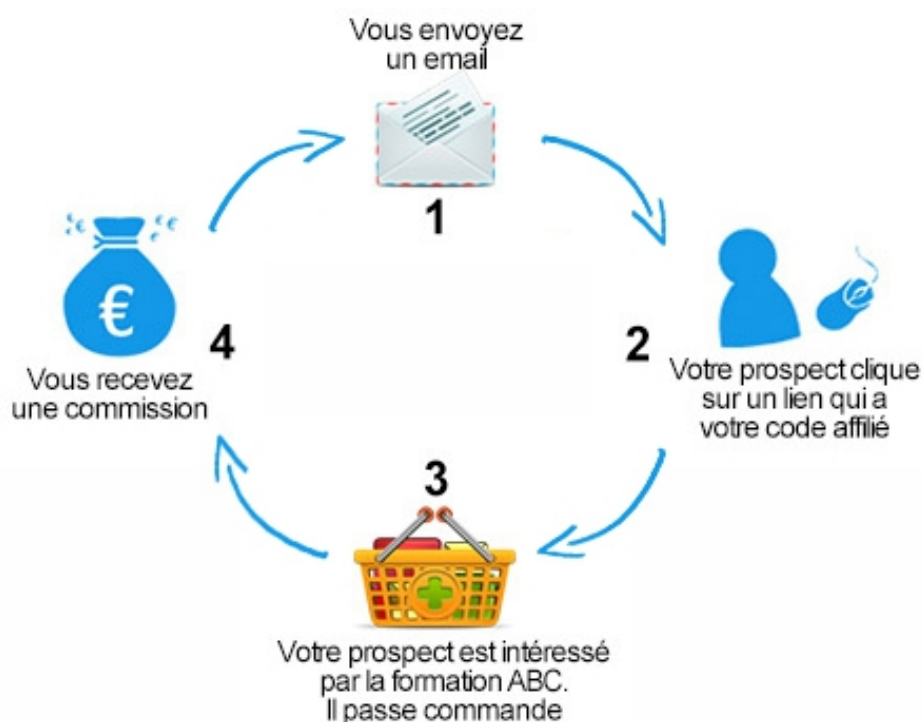 Vous envoyez
un email
1
2
Votre prospect clique
sur un lien qui a
votre code affilié
3
Votre prospect est intéressé
par la formation ABC.
Il passe commande
€
4
Vous recevez
une commission